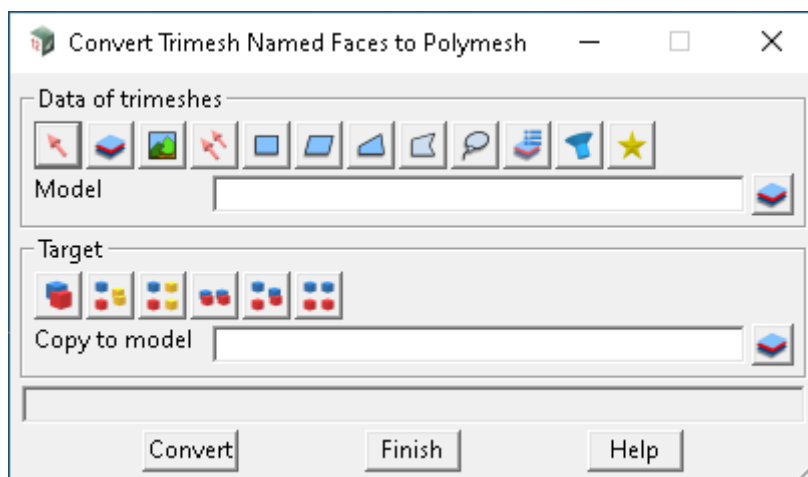 Convert Trimesh Named Faces to Polymesh
Data of trimeshes
Model
Target
Copy to model
Convert Finish Help